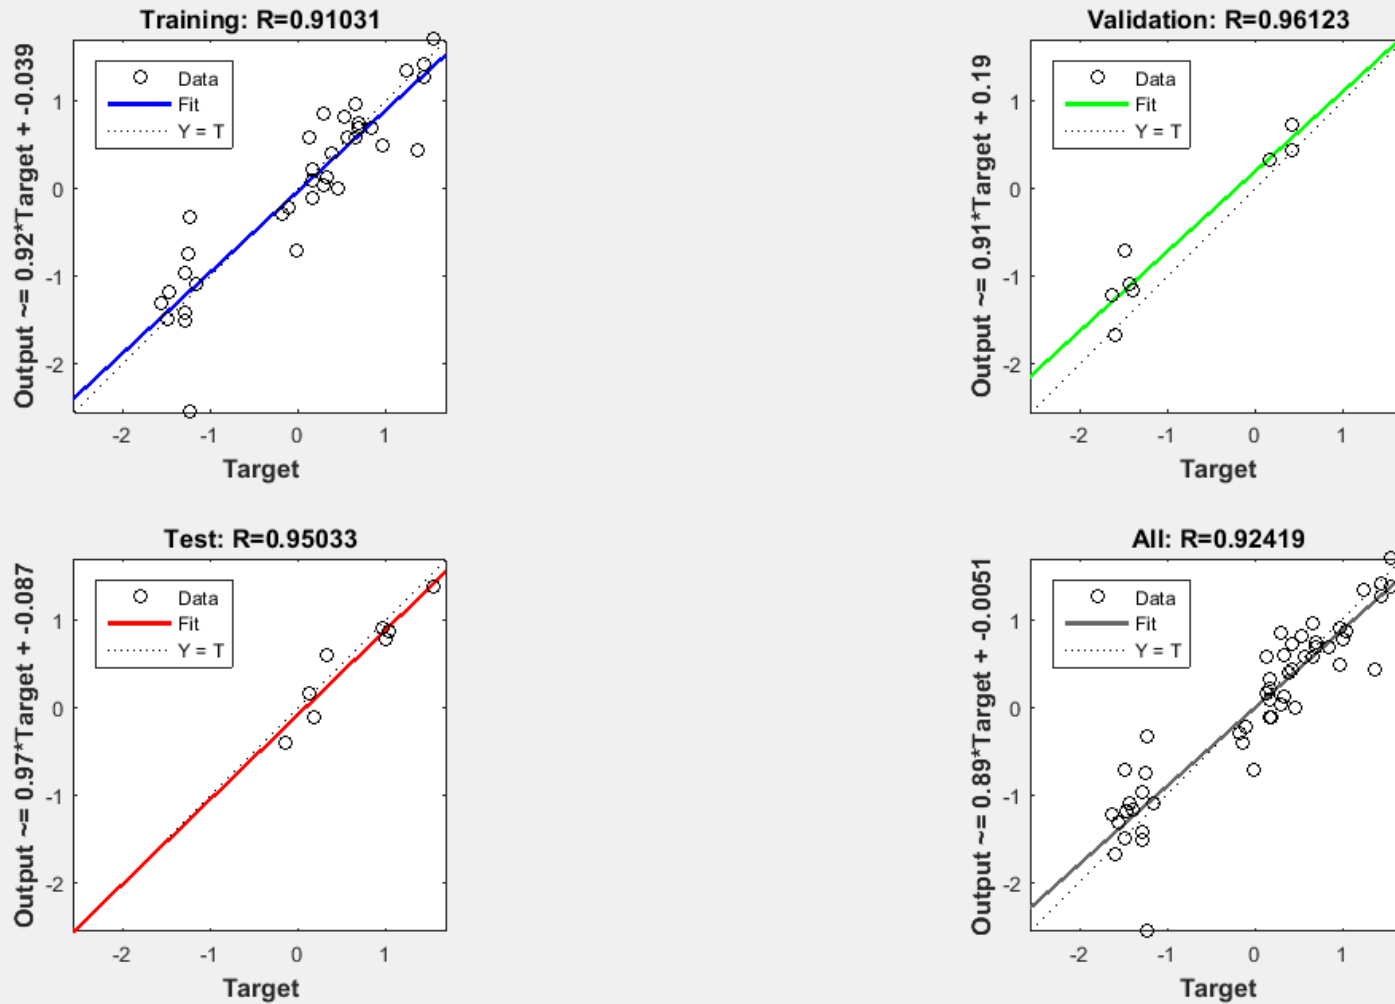 Training: R=0.91031
Output ~= 0.92*Target + -0.039
Data
Fit
Y = T
1
0
-1
-2
-2 -1 0 1
Target
Validation: R=0.96123
Output ~= 0.91*Target + 0.19
Data
Fit
Y = T
1
0
-1
-2
-2 -1 0 1
Target
Test: R=0.95033
Output ~= 0.97*Target + -0.087
Data
Fit
Y = T
1
0
-1
-2
-2 -1 0 1
Target
All: R=0.92419
Output ~= 0.89*Target + -0.0051
Data
Fit
Y = T
1
0
-1
-2
-2 -1 0 1
Target